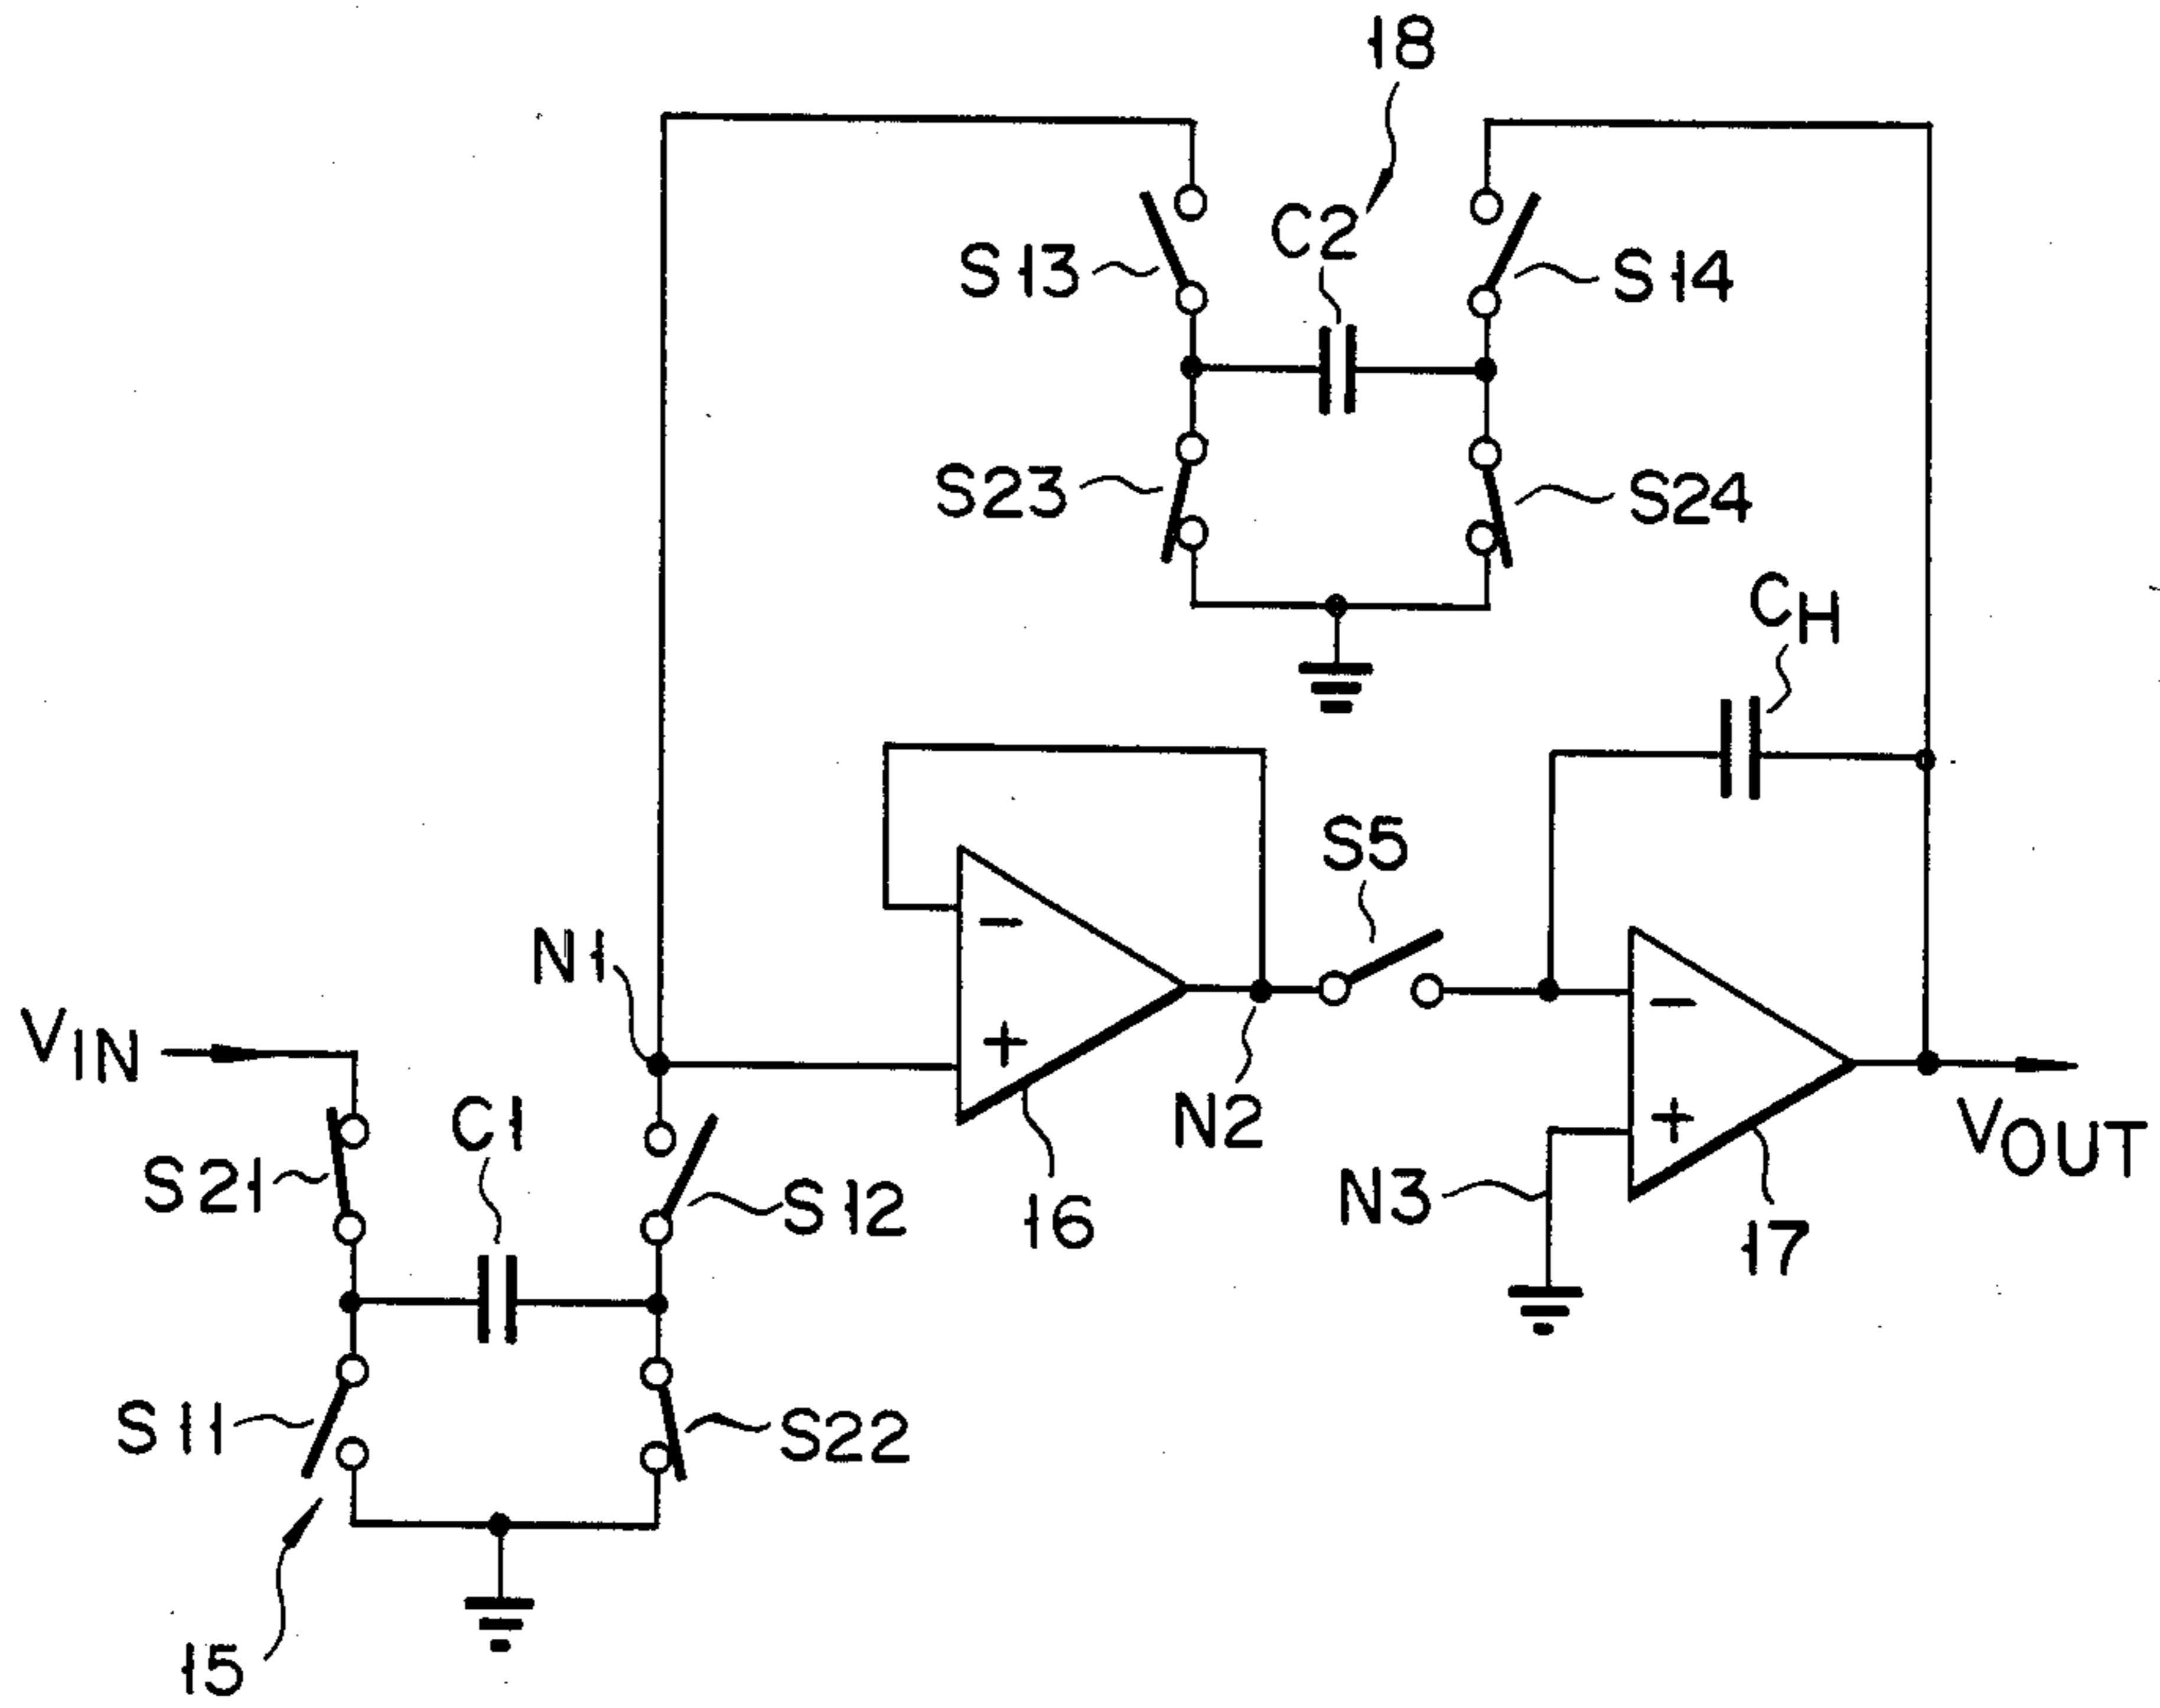 18
S13
C2
S14
S23
S24
CH
S5
N1
VIN
C1
N2
VOUT
S21
S12
16
N3
17
S11
S22
15
−
+
−
+